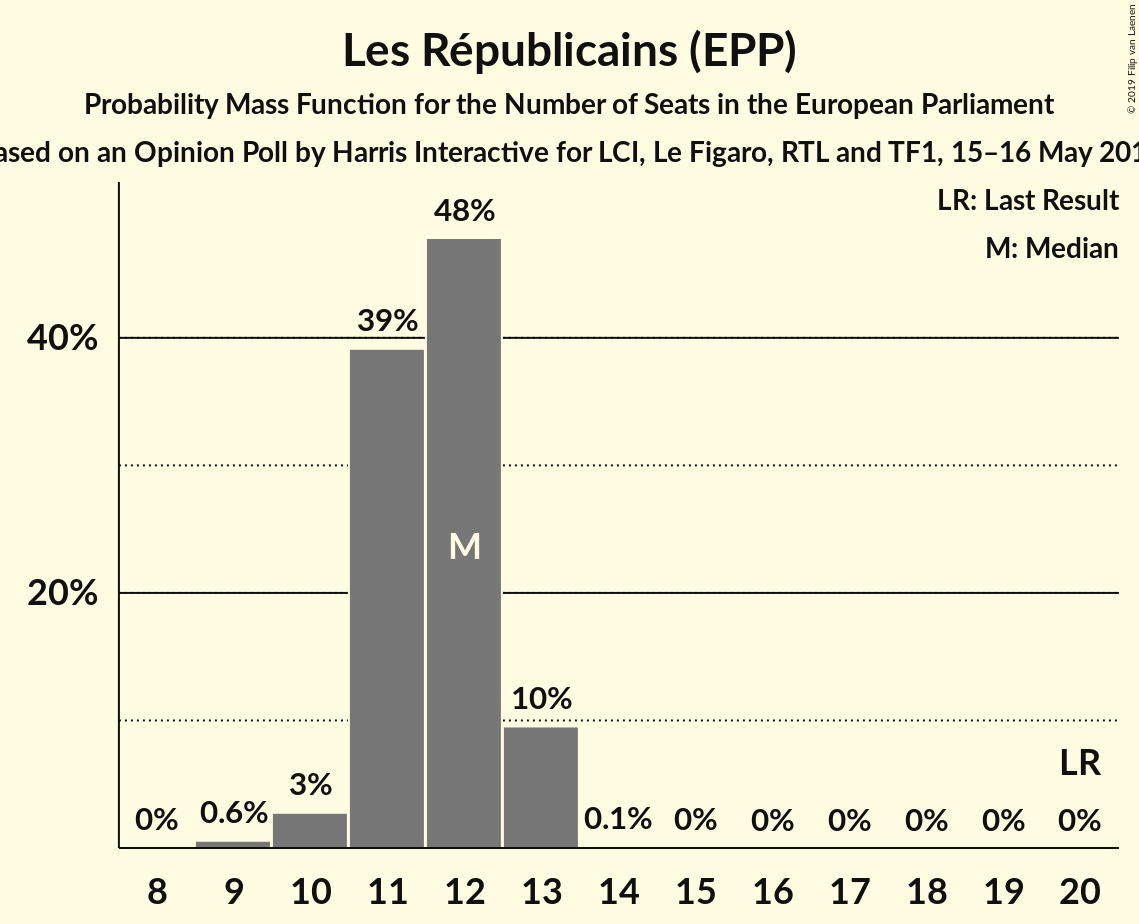 Les Républicains (EPP)
Probability Mass Function for the Number of Seats in the European Parliament
ased on an Opinion Poll by Harris Interactive for LCI, Le Figaro, RTL and TF1, 15–16 May 201
© 2019 Filip van Laenen
LR: Last Result
M: Median
48%
39%
40%
M
20%
10%
LR
3%
0% 0.6% 0.1% 0% 0% 0% 0% 0% 0%
8 9 10 11 12 13 14 15 16 17 18 19 20